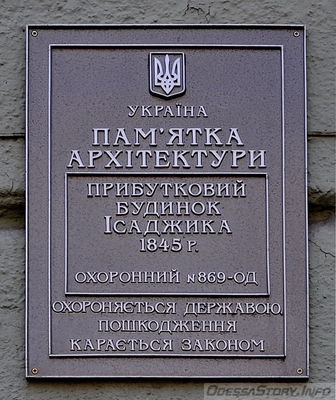 УКРАЇНА
ПАМ'ЯТКА
АРХІТЕКТУРИ
ПРИБУТКОВИЙ
БУДИНОК
ІСАДЖИКА
1845 Р.
ОХОРОННИЙ №869-ОД
ОХОРОНЯЄТЬСЯ ДЕРЖАВОЮ,
ПОШКОДЖЕННЯ
КАРАЄТЬСЯ ЗАКОНОМ
OdessaStory.Info